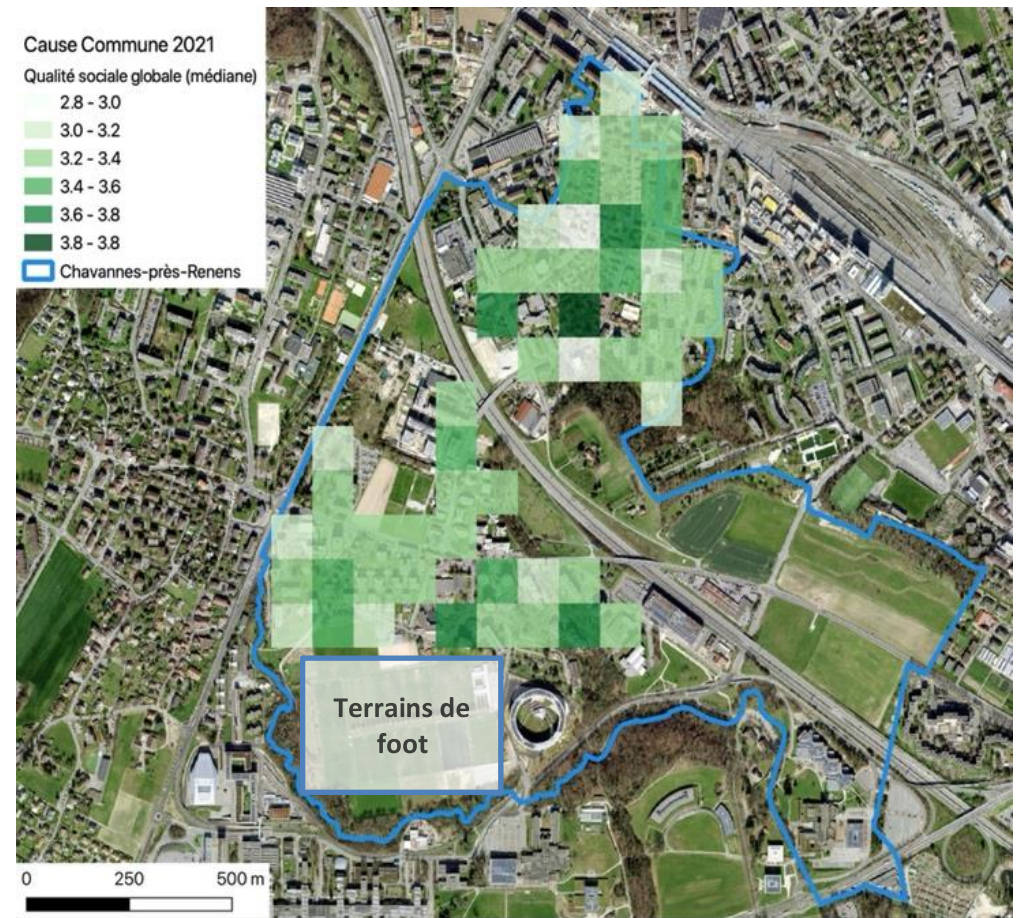 Cause Commune 2021
Qualité sociale globale (médiane)
2.8 - 3.0
3.0 - 3.2
3.2 - 3.4
3.4 - 3.6
3.6 - 3.8
3.8 - 3.8
Chavannes-près-Renens
Terrains de
foot
0 250 500 m